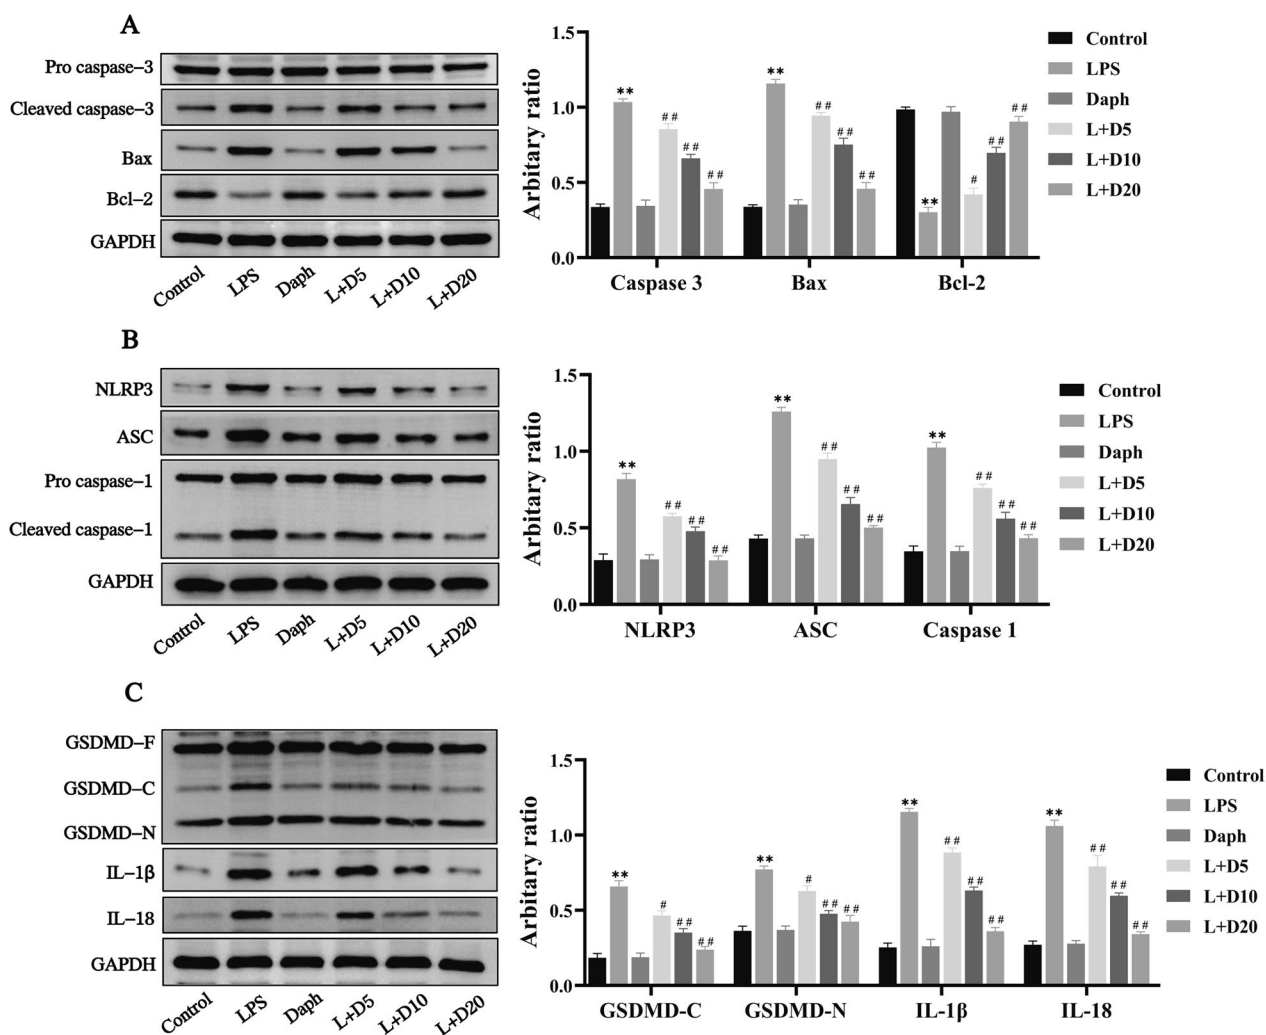 A
Pro caspase–3
Cleaved caspase–3
Bax
Bcl–2
GAPDH
Control LPS Daph L+D5 L+D10 L+D20
Arbitary ratio
1.5
1.0
0.5
0.0
** ## ## ##
** ## ## ##
** # ## ##
Caspase 3 Bax Bcl-2
Control
LPS
Daph
L+D5
L+D10
L+D20
B
NLRP3
ASC
Pro caspase–1
Cleaved caspase–1
GAPDH
Control LPS Daph L+D5 L+D10 L+D20
Arbitary ratio
1.5
1.0
0.5
0.0
** ## ## ##
** ## ## ##
** ## ## ##
NLRP3 ASC Caspase 1
Control
LPS
Daph
L+D5
L+D10
L+D20
C
GSDMD–F
GSDMD–C
GSDMD–N
IL–1β
IL–18
GAPDH
Control LPS Daph L+D5 L+D10 L+D20
Arbitary ratio
1.5
1.0
0.5
0.0
** # ## ##
** # ## ##
** ## ## ##
** ## ## ##
GSDMD-C GSDMD-N IL-1β IL-18
Control
LPS
Daph
L+D5
L+D10
L+D20